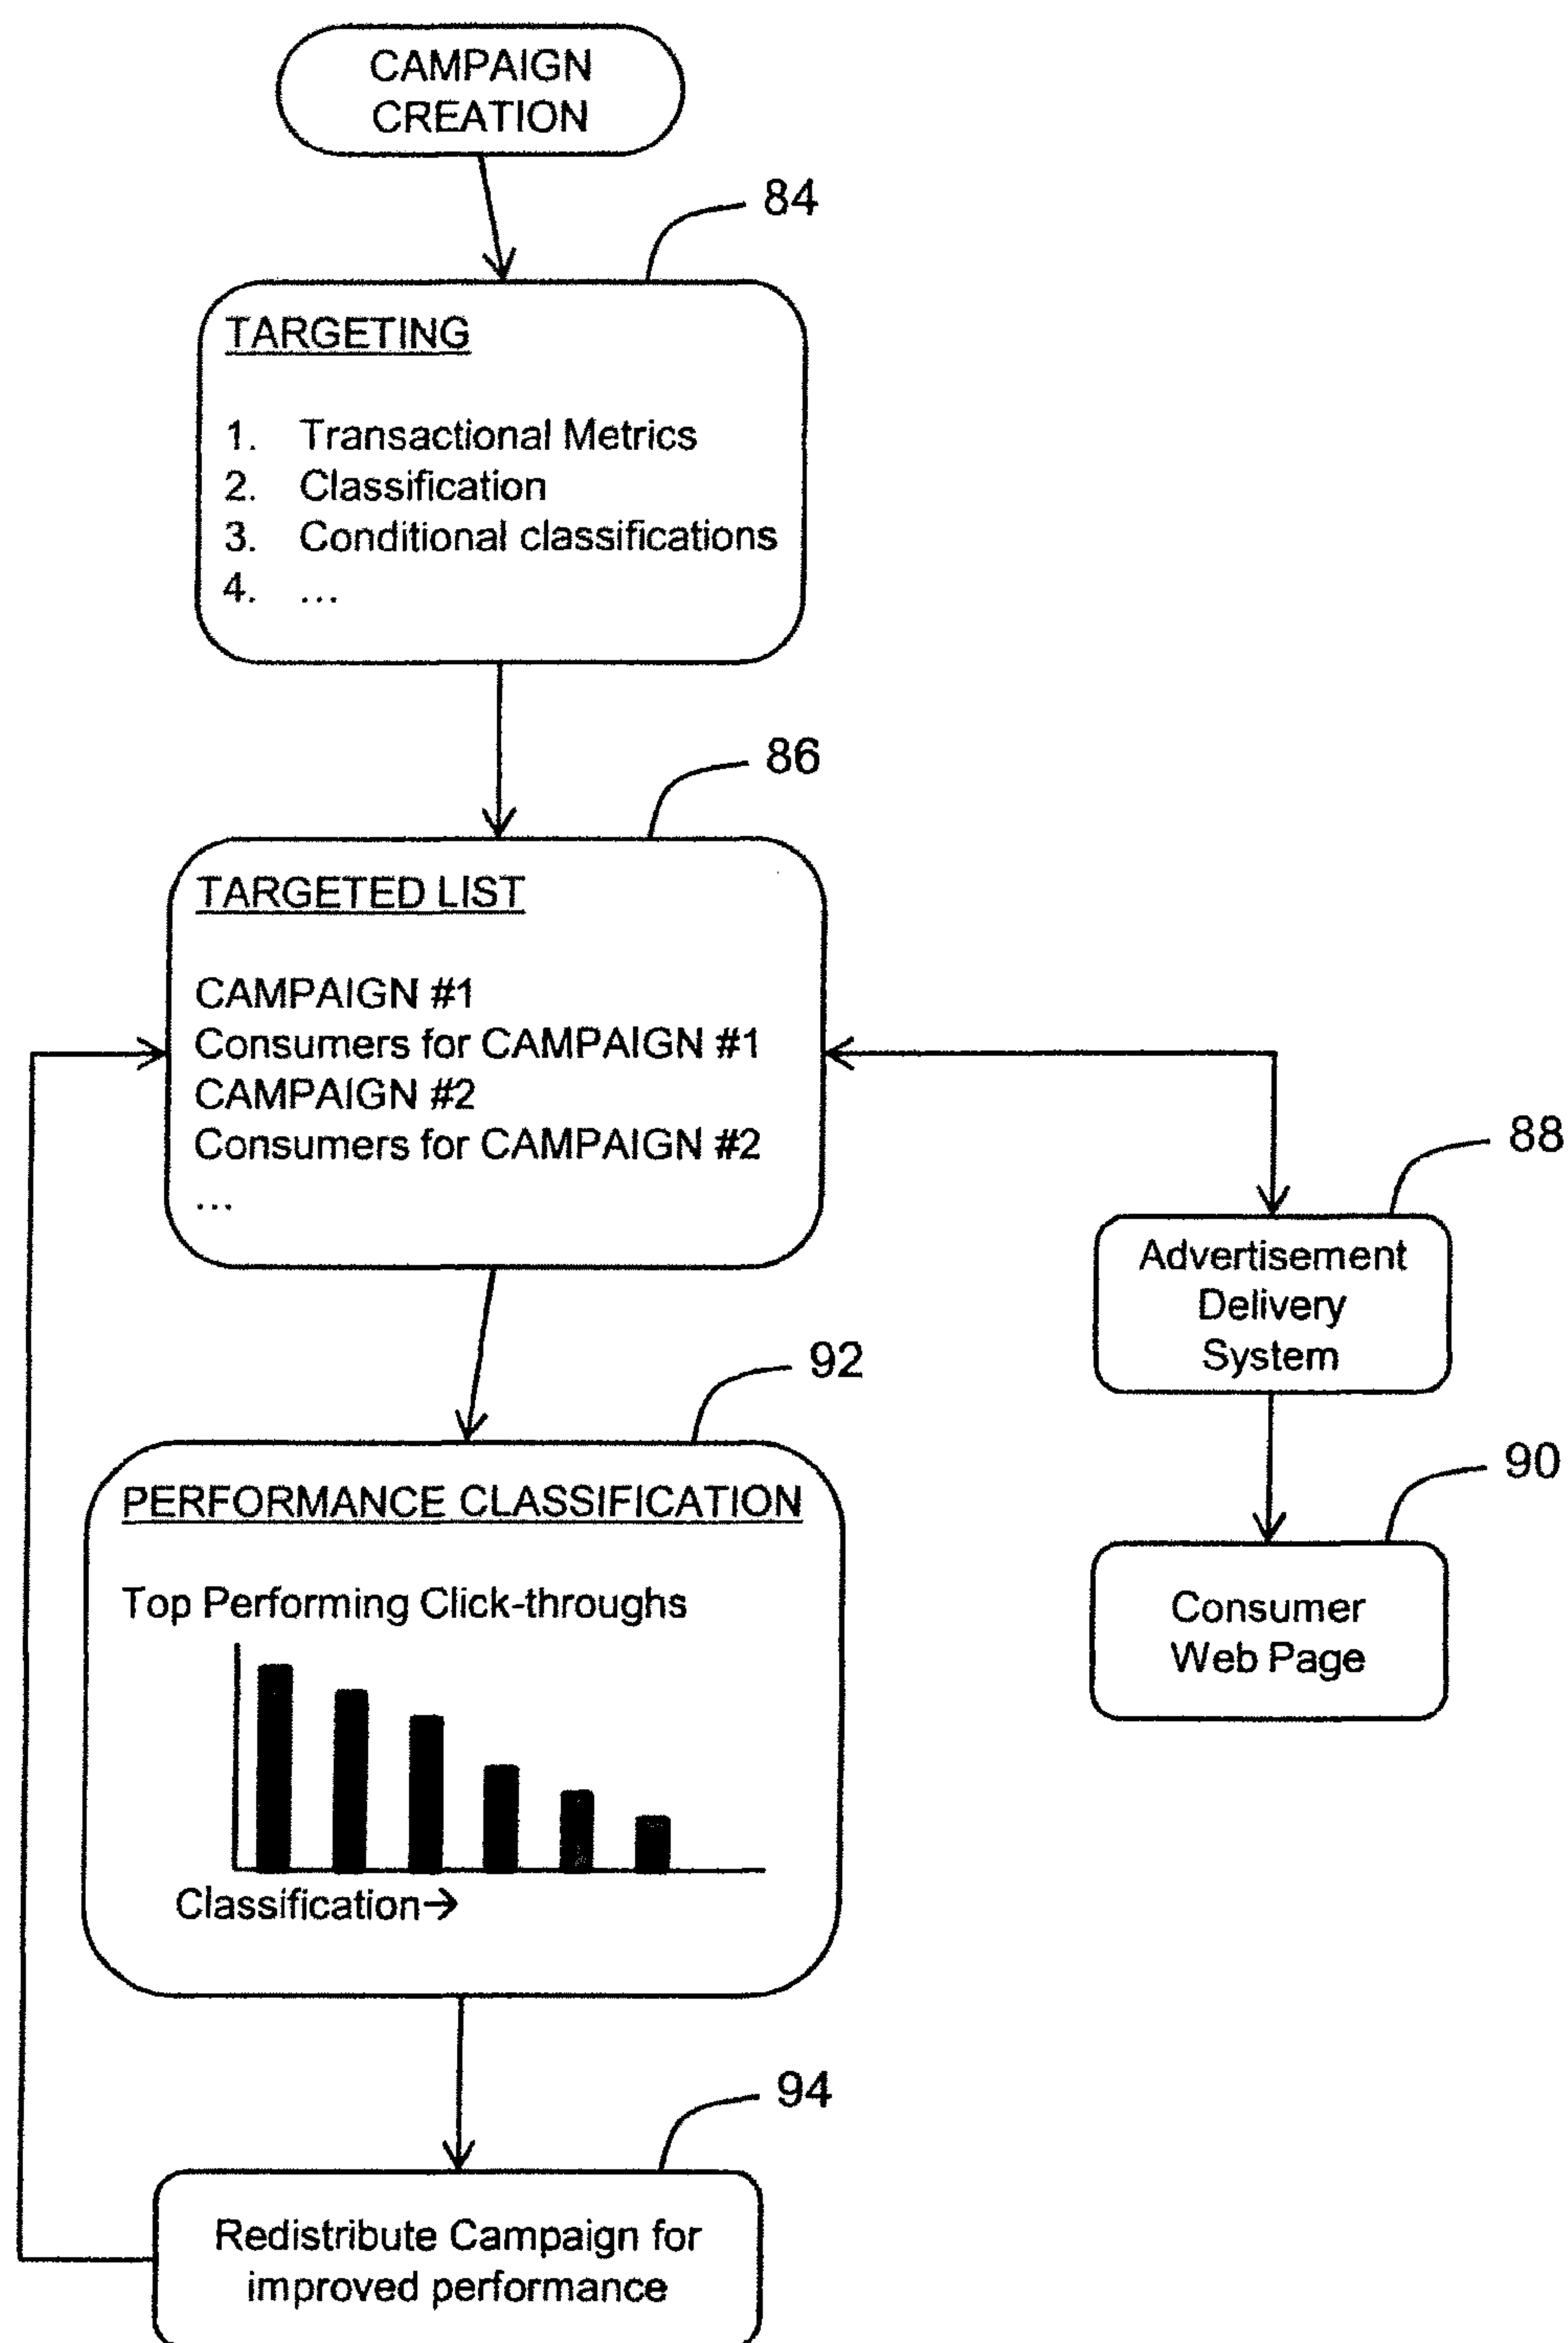 CAMPAIGN
CREATION
84
TARGETING
1. Transactional Metrics
2. Classification
3. Conditional classifications
4. ...
86
TARGETED LIST
CAMPAIGN #1
Consumers for CAMPAIGN #1
CAMPAIGN #2
Consumers for CAMPAIGN #2
...
88
Advertisement
Delivery
System
92
90
PERFORMANCE CLASSIFICATION
Top Performing Click-throughs
Consumer
Web Page
Classification→
94
Redistribute Campaign for
improved performance